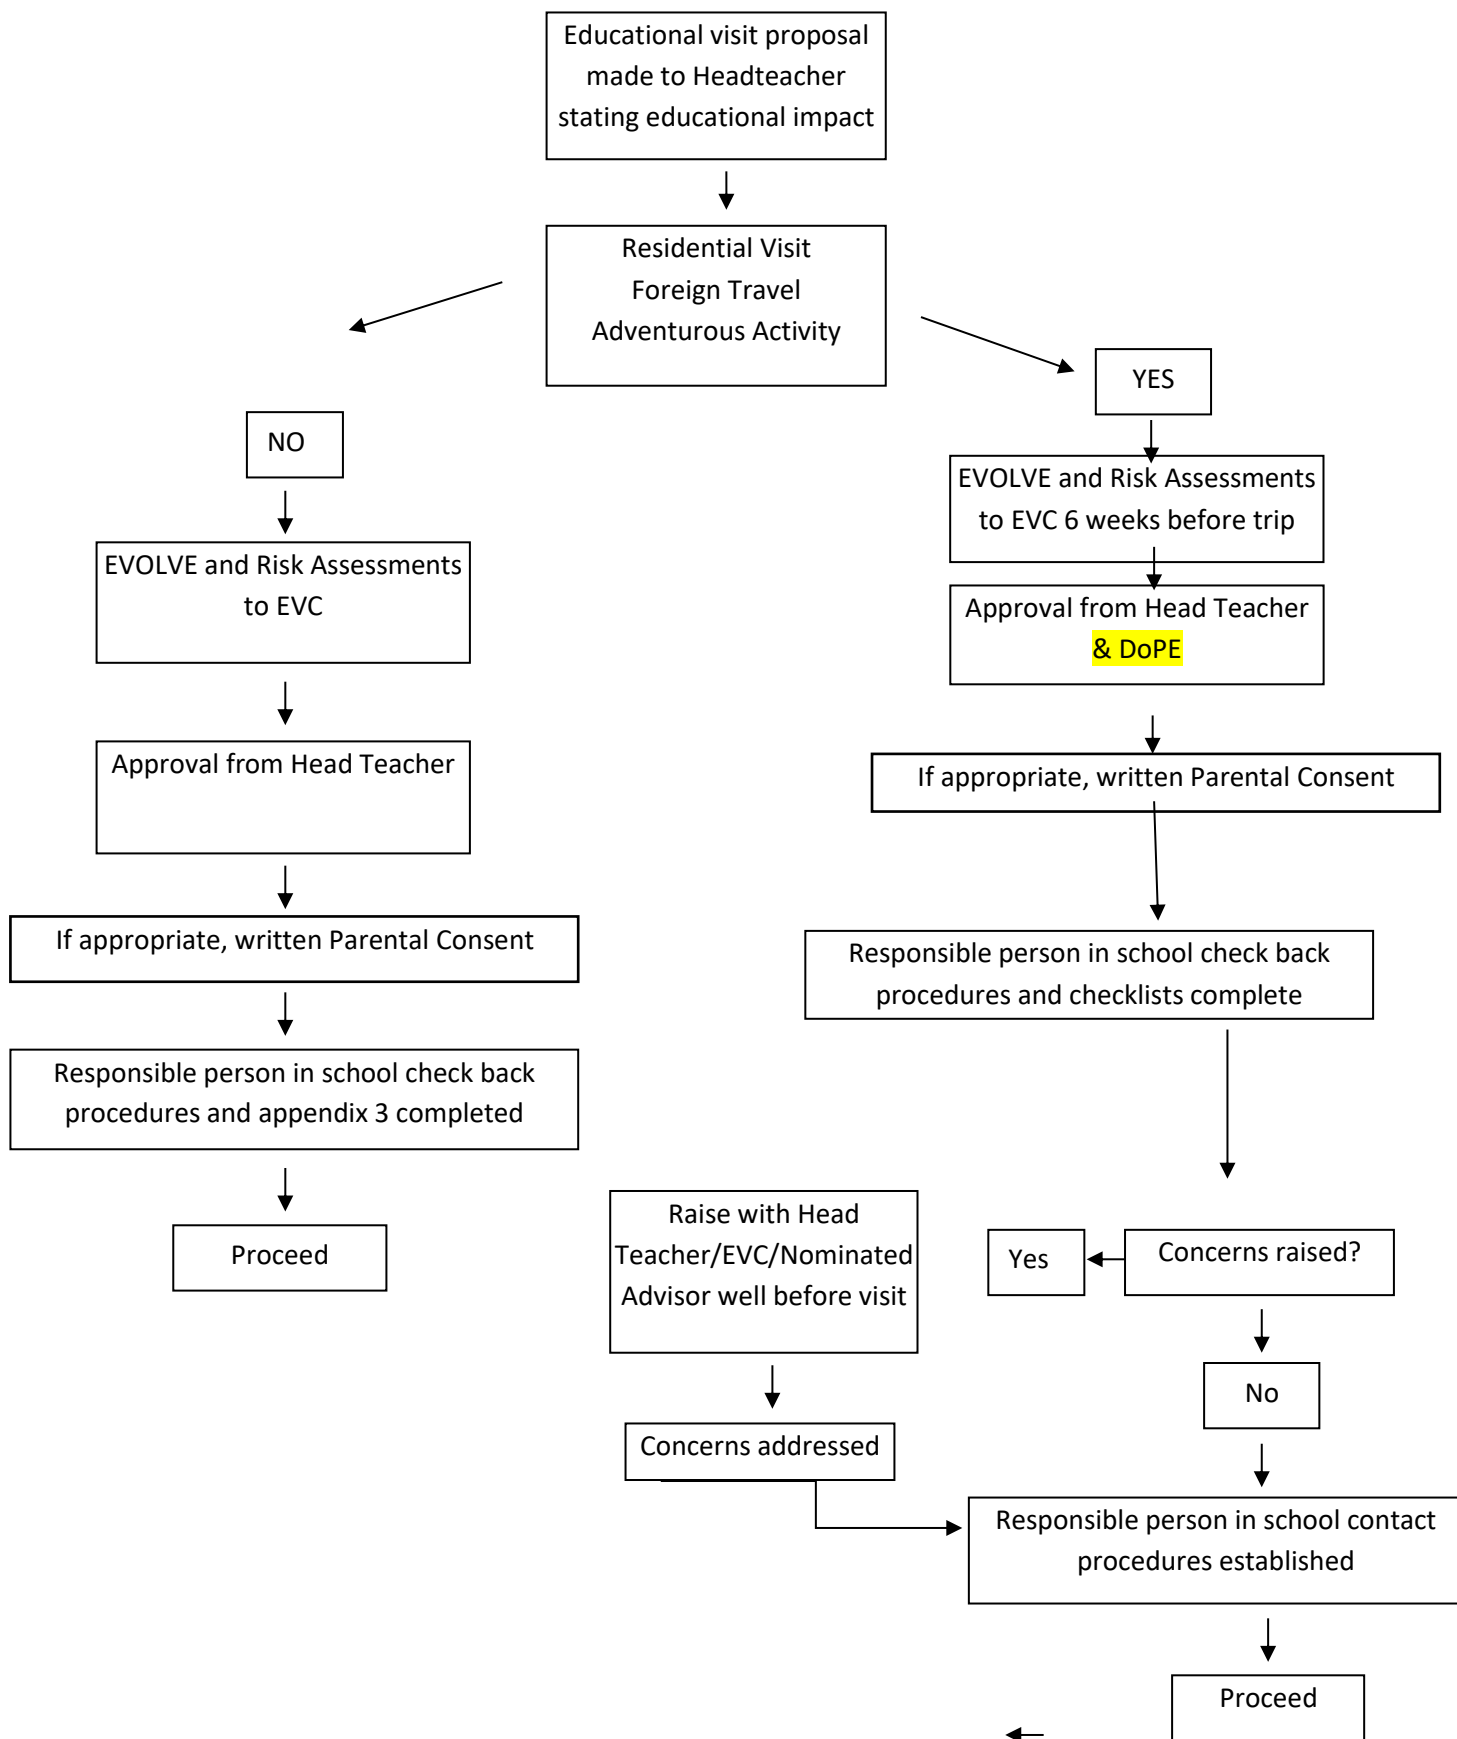 Educational visit proposal
made to Headteacher
stating educational impact
Residential Visit
Foreign Travel
Adventurous Activity
NO
EVOLVE and Risk Assessments
to EVC
Approval from Head Teacher
If appropriate, written Parental Consent
Responsible person in school check back
procedures and appendix 3 completed
Proceed
YES
EVOLVE and Risk Assessments
to EVC 6 weeks before trip
Approval from Head Teacher
& DoPE
If appropriate, written Parental Consent
Responsible person in school check back
procedures and checklists complete
Concerns raised?
Yes
Raise with Head
Teacher/EVC/Nominated
Advisor well before visit
Concerns addressed
No
Responsible person in school contact
procedures established
Proceed